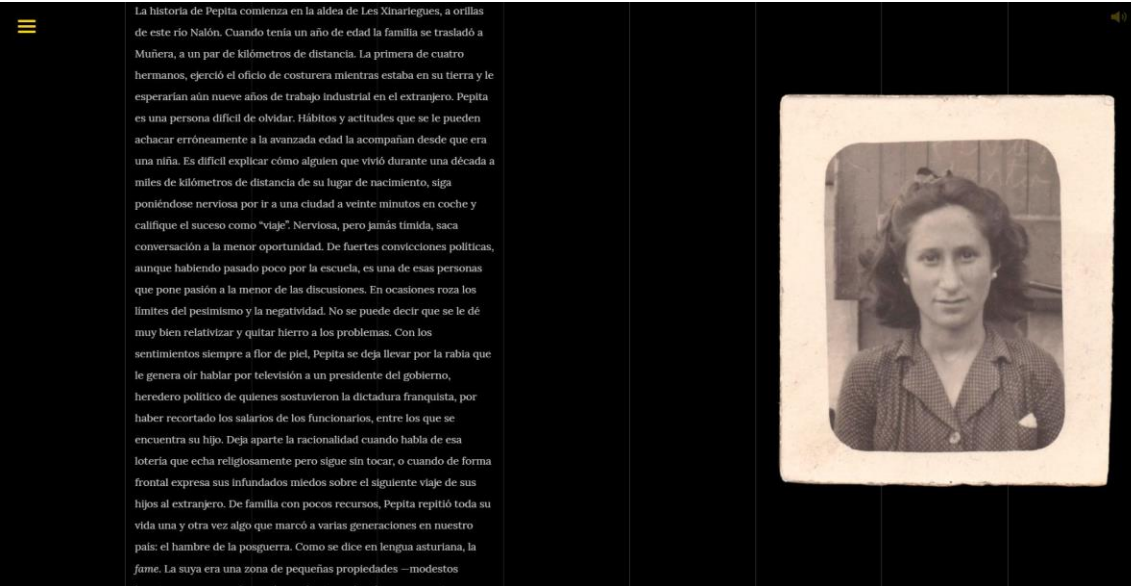 La historia de Pepita comienza en la aldea de Les Xinariegues, a orillas
de este río Nalón. Cuando tenía un año de edad la familia se trasladó a
Muñera, a un par de kilómetros de distancia. La primera de cuatro
hermanos, ejerció el oficio de costurera mientras estaba en su tierra y le
esperarían aún nueve años de trabajo industrial en el extranjero. Pepita
es una persona difícil de olvidar. Hábitos y actitudes que se le pueden
achacar erróneamente a la avanzada edad la acompañan desde que era
una niña. Es difícil explicar cómo alguien que vivió durante una década a
miles de kilómetros de distancia de su lugar de nacimiento, siga
poniéndose nerviosa por ir a una ciudad a veinte minutos en coche y
califique el suceso como “viaje”. Nerviosa, pero jamás tímida, saca
conversación a la menor oportunidad. De fuertes convicciones políticas,
aunque habiendo pasado poco por la escuela, es una de esas personas
que pone pasión a la menor de las discusiones. En ocasiones roza los
límites del pesimismo y la negatividad. No se puede decir que se le dé
muy bien relativizar y quitar hierro a los problemas. Con los
sentimientos siempre a flor de piel, Pepita se deja llevar por la rabia que
le genera oír hablar por televisión a un presidente del gobierno,
heredero político de quienes sostuvieron la dictadura franquista, por
haber recortado los salarios de los funcionarios, entre los que se
encuentra su hijo. Deja aparte la racionalidad cuando habla de esa
lotería que echa religiosamente pero sigue sin tocar, o cuando de forma
frontal expresa sus infundados miedos sobre el siguiente viaje de sus
hijos al extranjero. De familia con pocos recursos, Pepita repitió toda su
vida una y otra vez algo que marcó a varias generaciones en nuestro
país: el hambre de la posguerra. Como se dice en lengua asturiana, la
fame. La suya era una zona de pequeñas propiedades —modestos